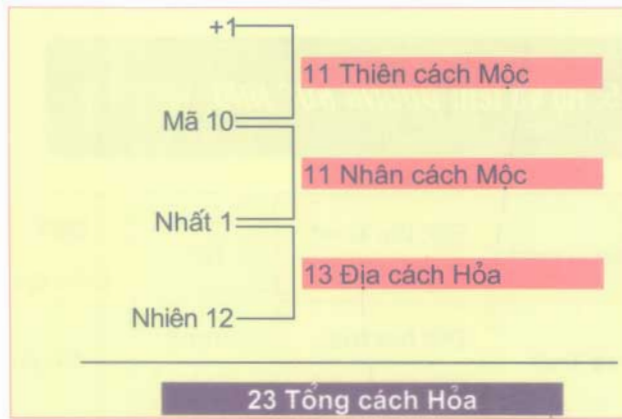 +1
11 Thiên cách Mộc
Mã 10
11 Nhân cách Mộc
Nhất 1
13 Địa cách Hỏa
Nhiên 12
23 Tổng cách Hỏa